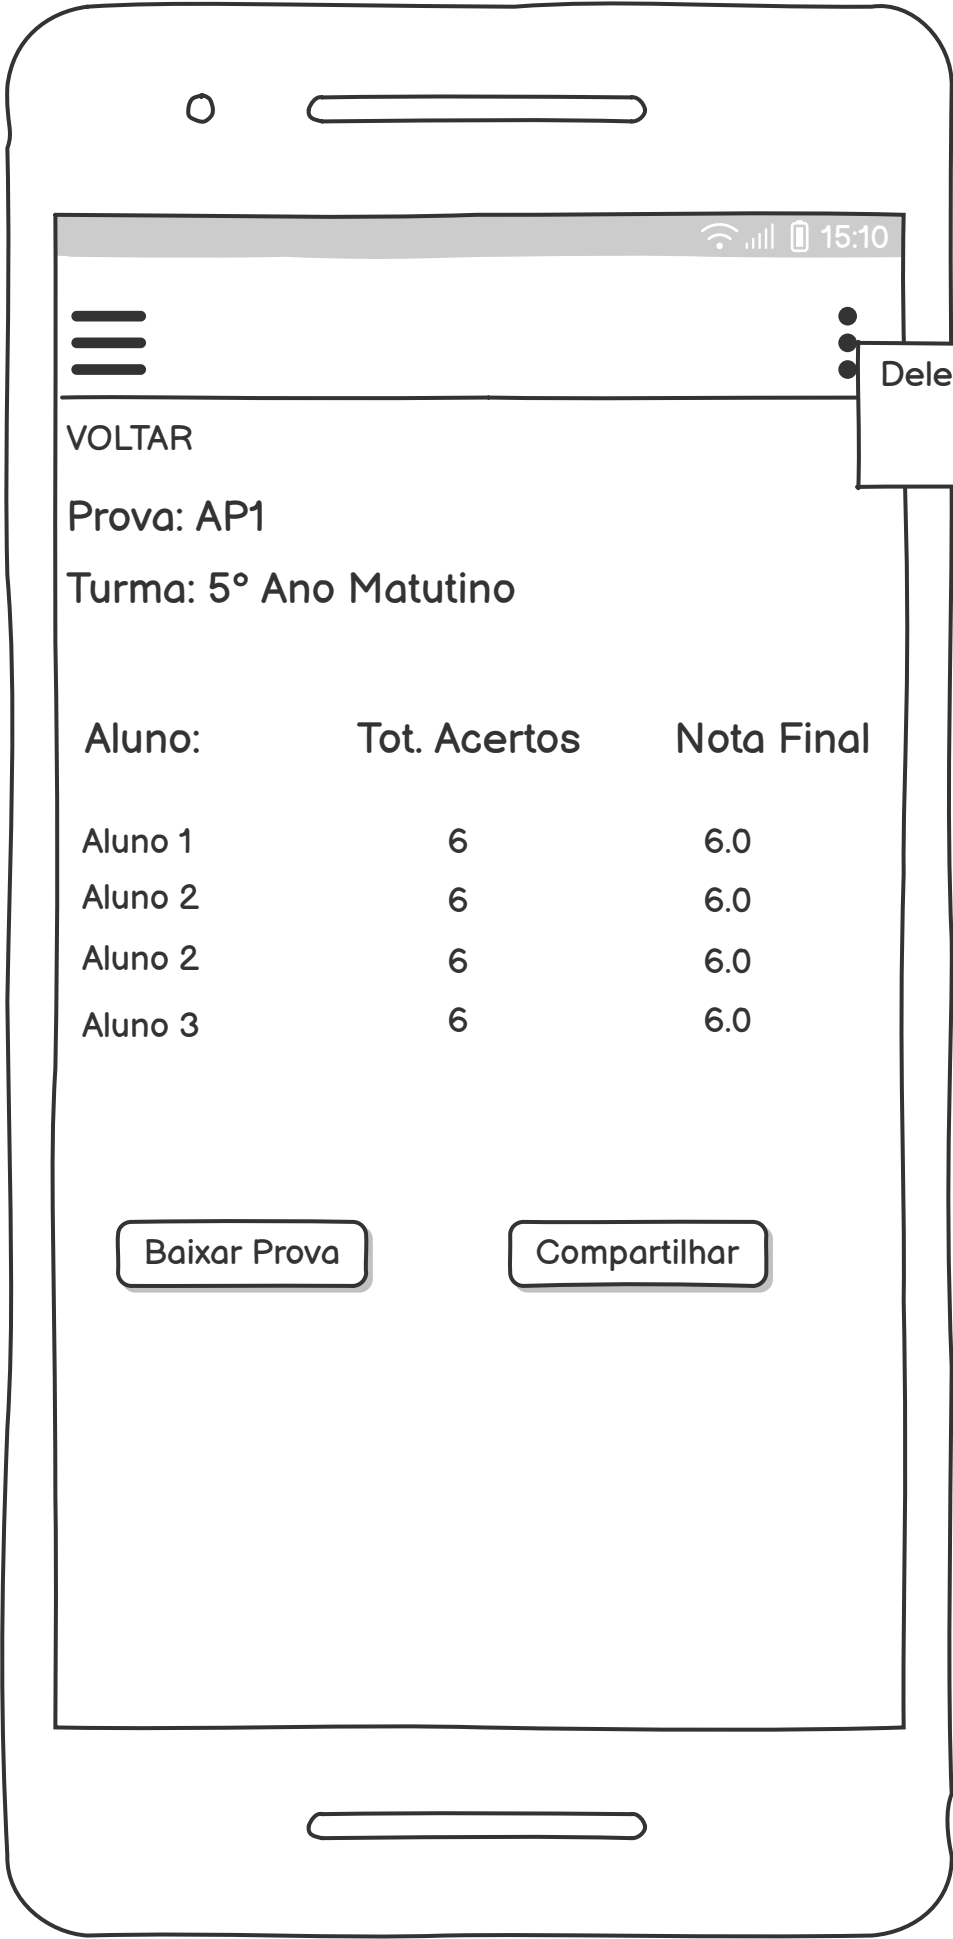 15:10
Dele
VOLTAR
Prova: AP1
Turma: 5° Ano Matutino
Aluno: Tot. Acertos Nota Final
Aluno 1 6 6.0
Aluno 2 6 6.0
Aluno 2 6 6.0
Aluno 3 6 6.0
Baixar Prova Compartilhar